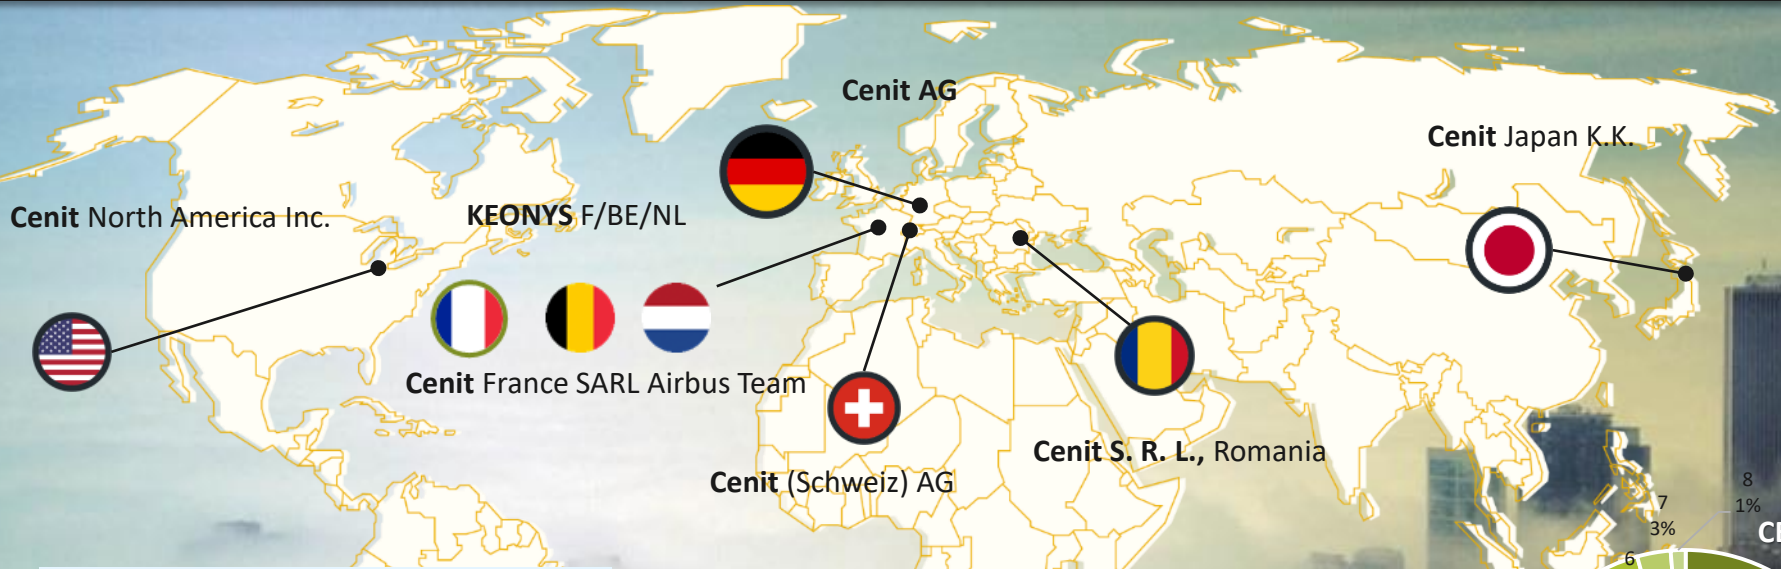 Cenit AG
Cenit Japan K.K.
Cenit North America Inc.
KEONYS F/BE/NL
Cenit France SARL Airbus Team
Cenit S. R. L., Romania
Cenit (Schweiz) AG
8
1%
7
3%
6